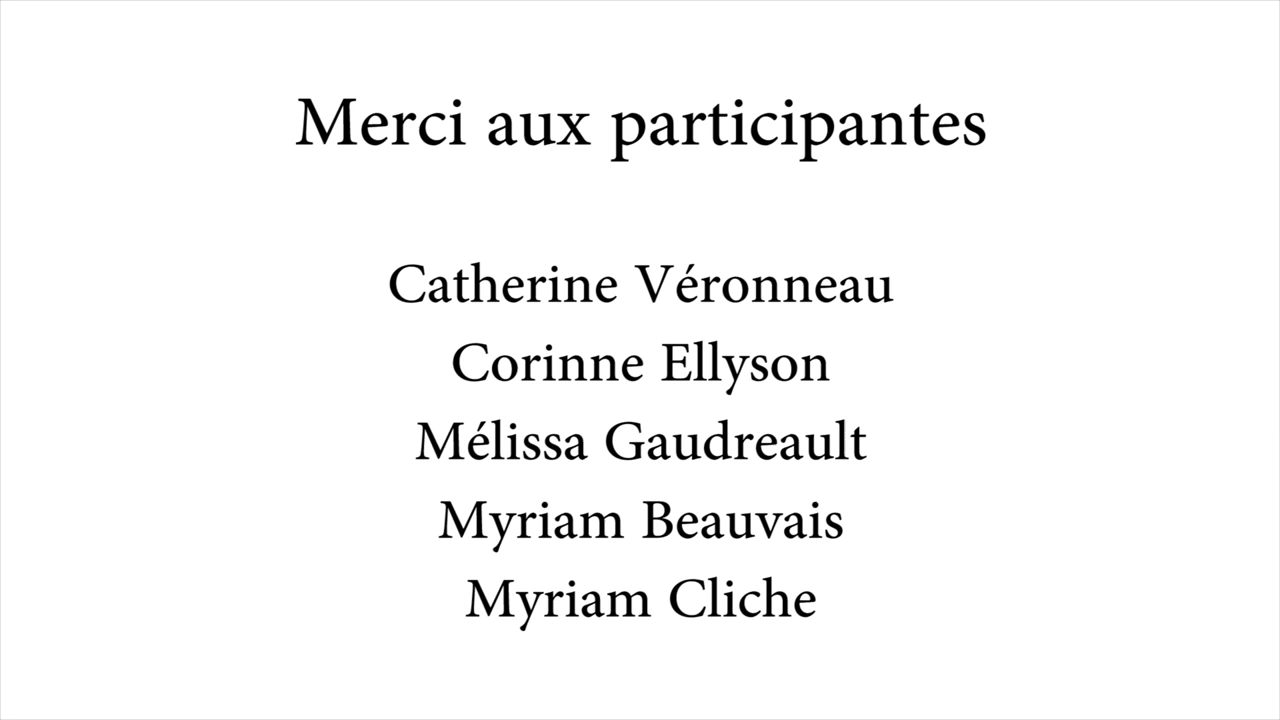 Merci aux participantes
Catherine Véronneau
Corinne Ellyson
Mélissa Gaudreault
Myriam Beauvais
Myriam Cliche